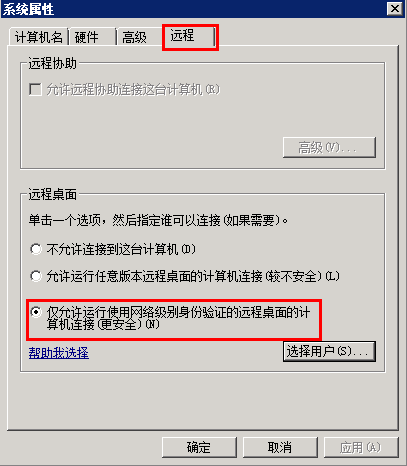 系统属性
计算机名 硬件 高级 远程
远程协助
允许远程协助连接这台计算机(R)
高级(V)...
远程桌面
单击一个选项，然后指定谁可以连接(如果需要)。
不允许连接到这台计算机(D)
允许运行任意版本远程桌面的计算机连接(较不安全)(L)
仅允许运行使用网络级别身份验证的远程桌面的计
算机连接(更安全)(N)
帮助我选择 选择用户(S)...
确定 取消 应用(A)